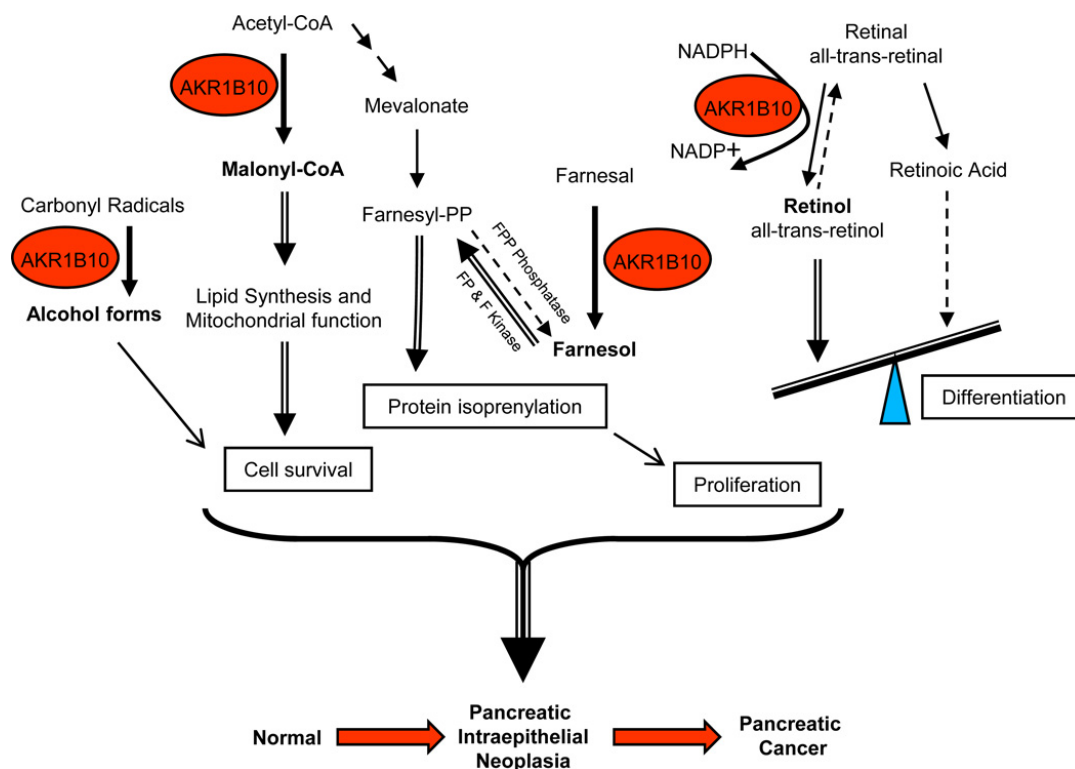 Acetyl-CoA
AKR1B10
Malonyl-CoA
Mevalonate
Carbonyl Radicals
AKR1B10
Alcohol forms
Lipid Synthesis and
Mitochondrial function
Farnesyl-PP
FPP Phosphatase
FP & F Kinase
Farnesal
AKR1B10
Farnesol
NADPH
AKR1B10
NADP+
Retinal
all-trans-retinal
Retinoic Acid
Retinol
all-trans-retinol
Protein isoprenylation
Differentiation
Cell survival
Proliferation
Normal
Pancreatic
Intraepithelial
Neoplasia
Pancreatic
Cancer